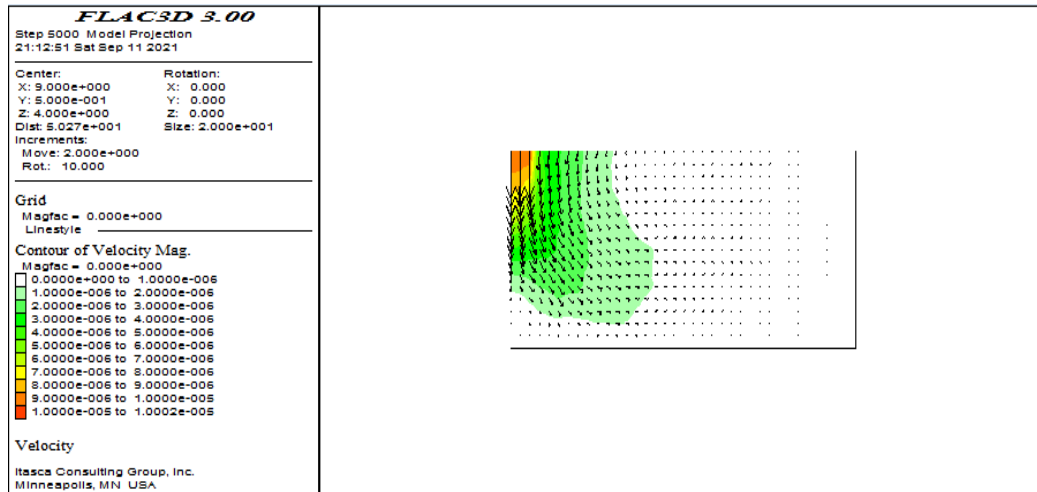 FLAC3D 3.00
Step 5000 Model Projection
21:12:51 Sat Sep 11 2021
Center: Rotation:
X: 9.000e+000 X: 0.000
Y: 5.000e-001 Y: 0.000
Z: 4.000e+000 Z: 0.000
Dist: 5.027e+001 Size: 2.000e+001
Increments:
Move: 2.000e+000
Rot.: 10.000
Grid
Magfac = 0.000e+000
Linestyle
Contour of Velocity Mag.
Magfac = 0.000e+000
0.0000e+000 to 1.0000e-006
1.0000e-006 to 2.0000e-006
2.0000e-006 to 3.0000e-006
3.0000e-006 to 4.0000e-006
4.0000e-006 to 5.0000e-006
5.0000e-006 to 6.0000e-006
6.0000e-006 to 7.0000e-006
7.0000e-006 to 8.0000e-006
8.0000e-006 to 9.0000e-006
9.0000e-006 to 1.0000e-005
1.0000e-005 to 1.0002e-005
Velocity
Itasca Consulting Group, Inc.
Minneapolis, MN USA